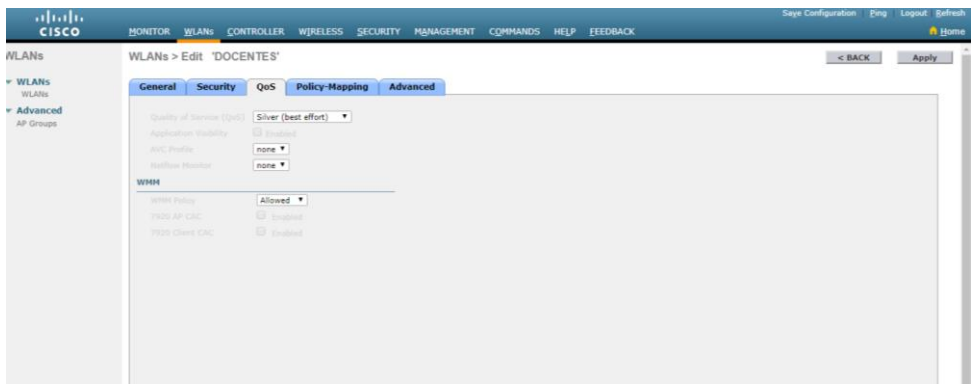 Save Configuration Ping Logout Refresh
CISCO MONITOR WLANs CONTROLLER WIRELESS SECURITY MANAGEMENT COMMANDS HELP FEEDBACK Home
WLANs
WLANs > Edit 'DOCENTES'
< BACK Apply
WLANs
WLANs
Advanced
AP Groups
General Security QoS Policy-Mapping Advanced
Quality of Service (QoS) Silver (best effort)
Application Visibility Enabled
AVC Profile none
Netflow Monitor none
WMM
WMM Policy Allowed
7920 AP CAC Enabled
7920 Client CAC Enabled